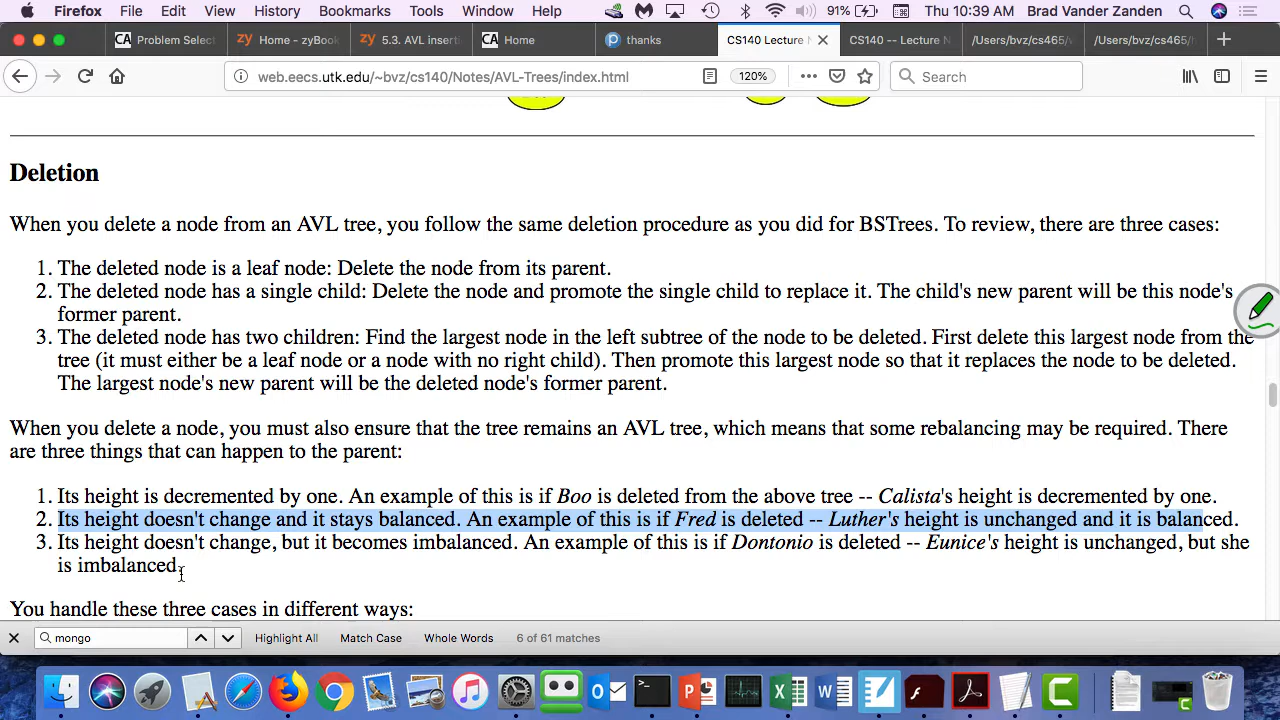 Firefox File Edit View History Bookmarks Tools Window Help 91% Thu 10:39 AM Brad Vander Zanden
CA Problem Select zy Home - zyBook zy 5.3. AVL inserti CA Home thanks CS140 Lecture N CS140 -- Lecture N /Users/bvz/cs465/v /Users/bvz/cs465/h
web.eecs.utk.edu/~bvz/cs140/Notes/AVL-Trees/index.html 120% Search
Deletion
When you delete a node from an AVL tree, you follow the same deletion procedure as you did for BSTrees. To review, there are three cases:
1. The deleted node is a leaf node: Delete the node from its parent.
2. The deleted node has a single child: Delete the node and promote the single child to replace it. The child's new parent will be this node's
former parent.
3. The deleted node has two children: Find the largest node in the left subtree of the node to be deleted. First delete this largest node from the
tree (it must either be a leaf node or a node with no right child). Then promote this largest node so that it replaces the node to be deleted.
The largest node's new parent will be the deleted node's former parent.
When you delete a node, you must also ensure that the tree remains an AVL tree, which means that some rebalancing may be required. There
are three things that can happen to the parent:
1. Its height is decremented by one. An example of this is if Boo is deleted from the above tree -- Calista's height is decremented by one.
2. Its height doesn't change and it stays balanced. An example of this is if Fred is deleted -- Luther's height is unchanged and it is balanced.
3. Its height doesn't change, but it becomes imbalanced. An example of this is if Dontonio is deleted -- Eunice's height is unchanged, but she
is imbalanced.
You handle these three cases in different ways:
mongo Highlight All Match Case Whole Words 6 of 61 matches